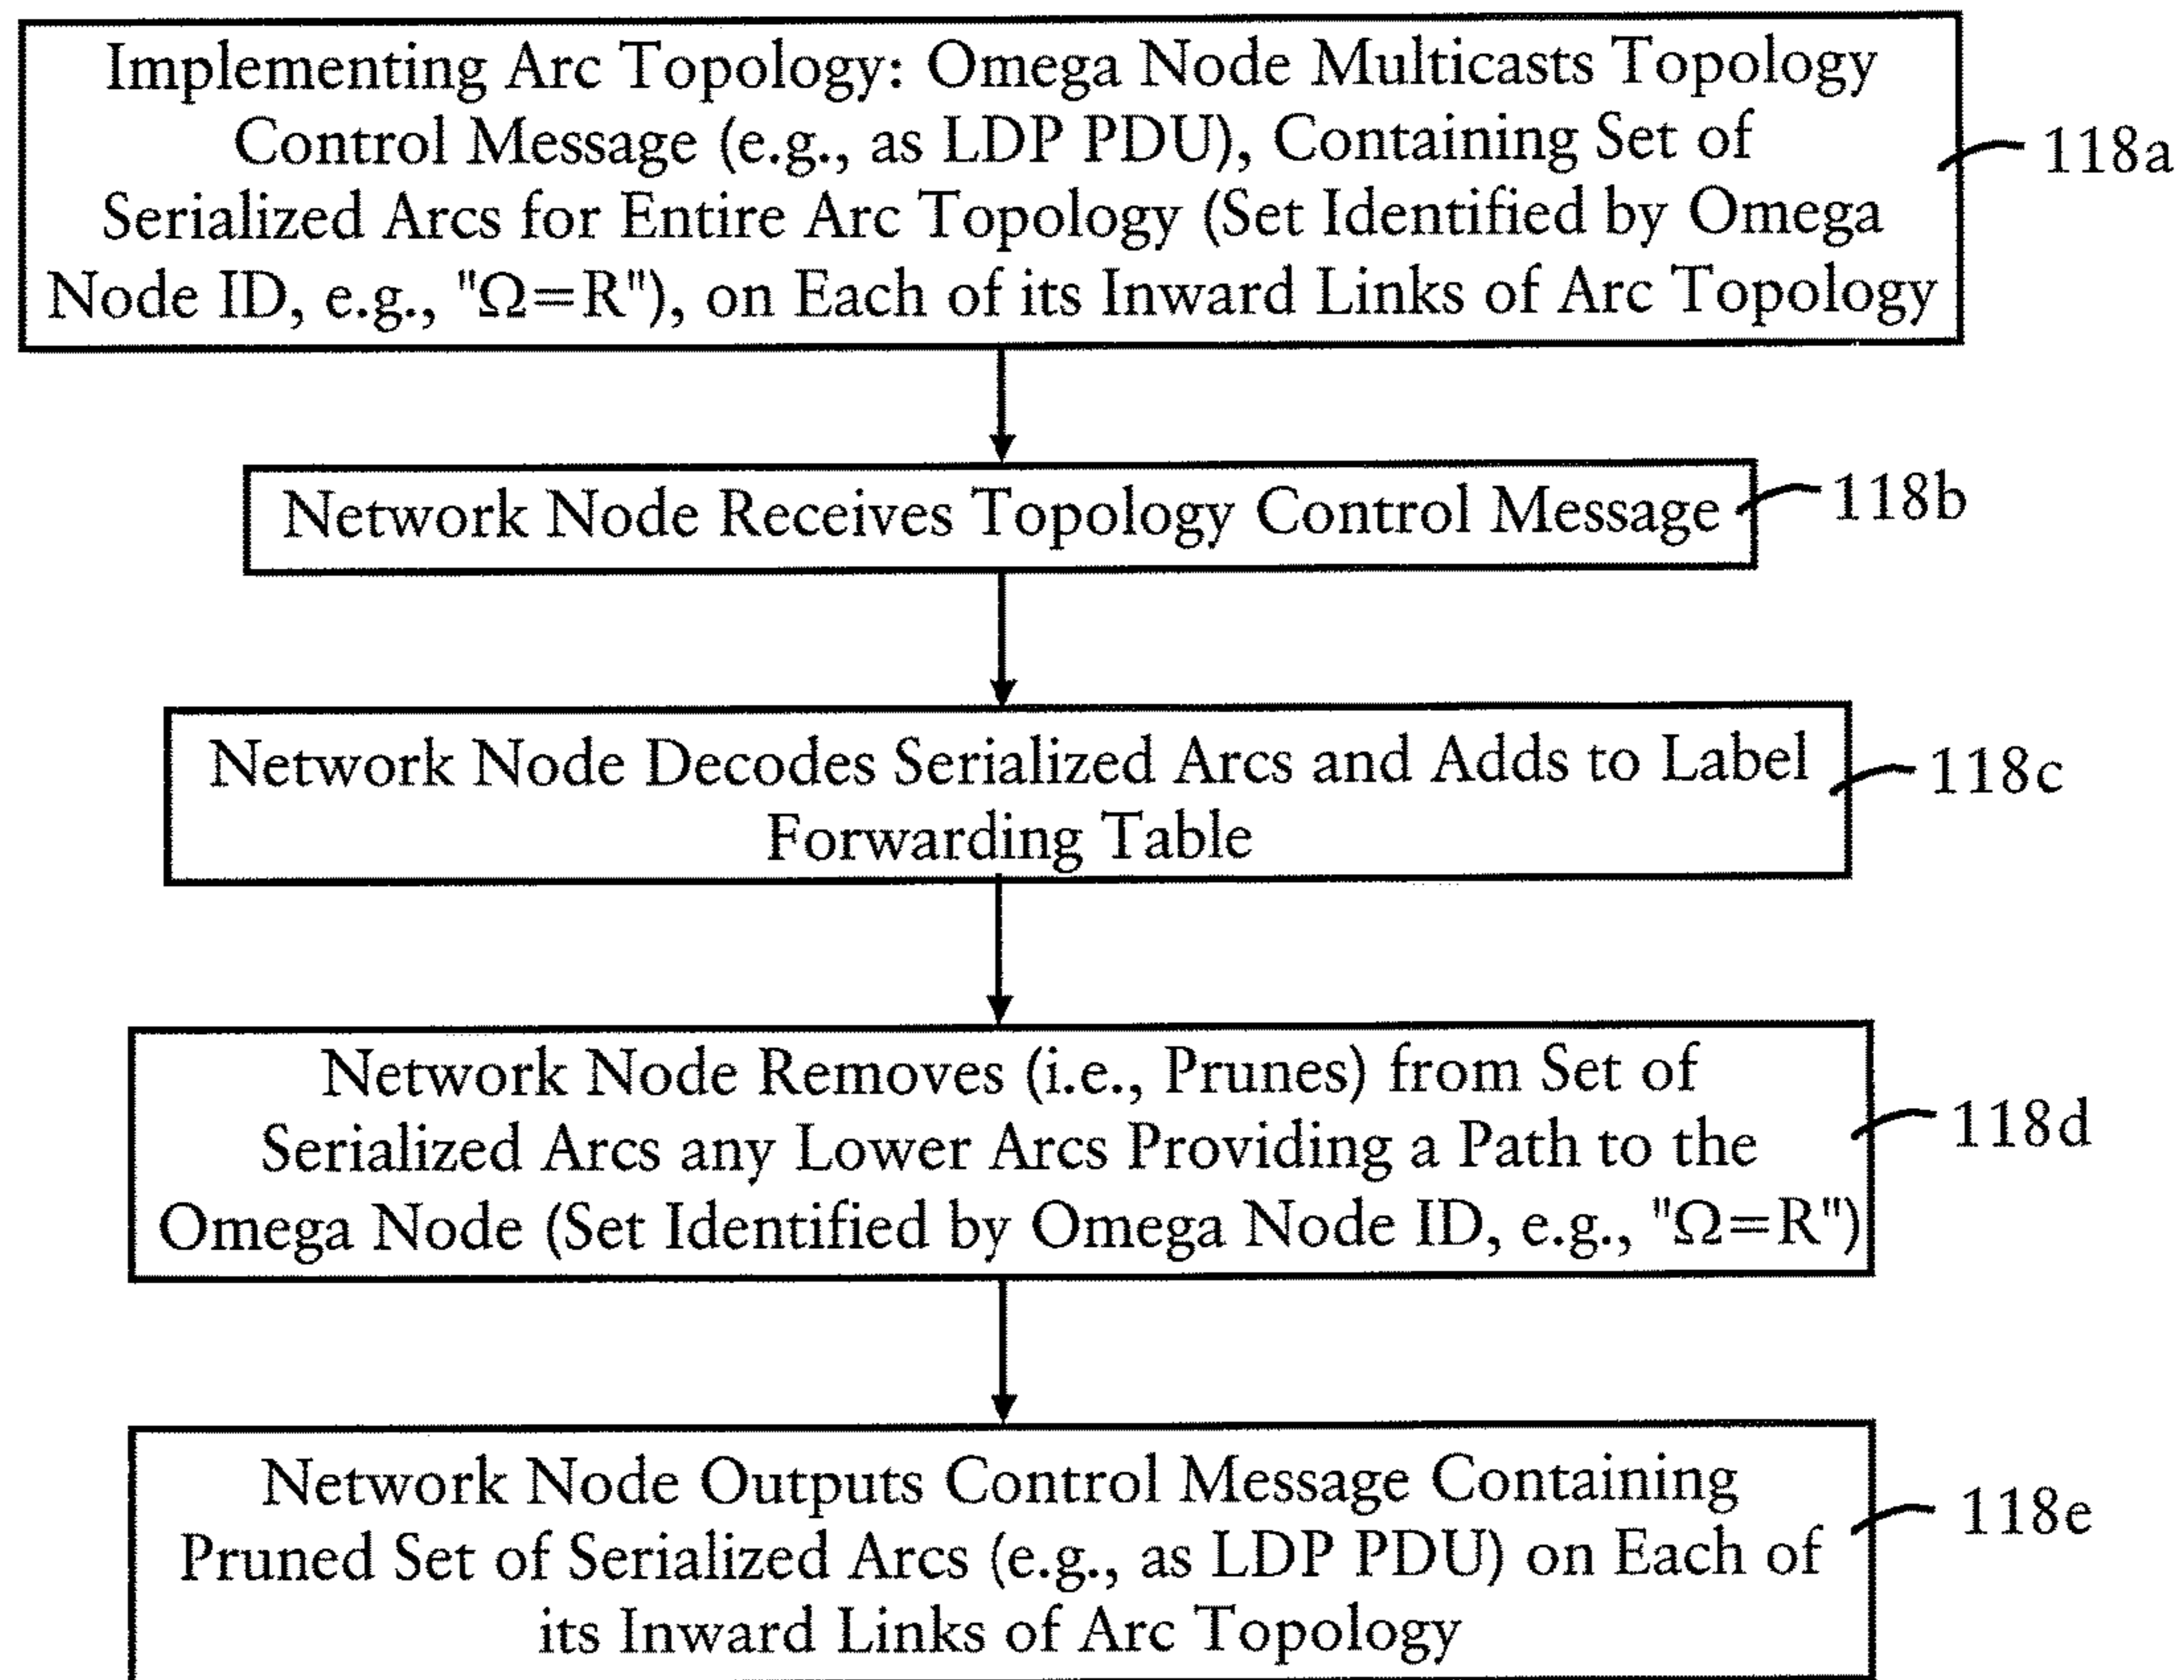 Implementing Arc Topology: Omega Node Multicasts Topology
Control Message (e.g., as LDP PDU), Containing Set of
Serialized Arcs for Entire Arc Topology (Set Identified by Omega
Node ID, e.g., "Ω=R"), on Each of its Inward Links of Arc Topology
118a
Network Node Receives Topology Control Message
118b
Network Node Decodes Serialized Arcs and Adds to Label
Forwarding Table
118c
Network Node Removes (i.e., Prunes) from Set of
Serialized Arcs any Lower Arcs Providing a Path to the
Omega Node (Set Identified by Omega Node ID, e.g., "Ω=R")
118d
Network Node Outputs Control Message Containing
Pruned Set of Serialized Arcs (e.g., as LDP PDU) on Each of
its Inward Links of Arc Topology
118e